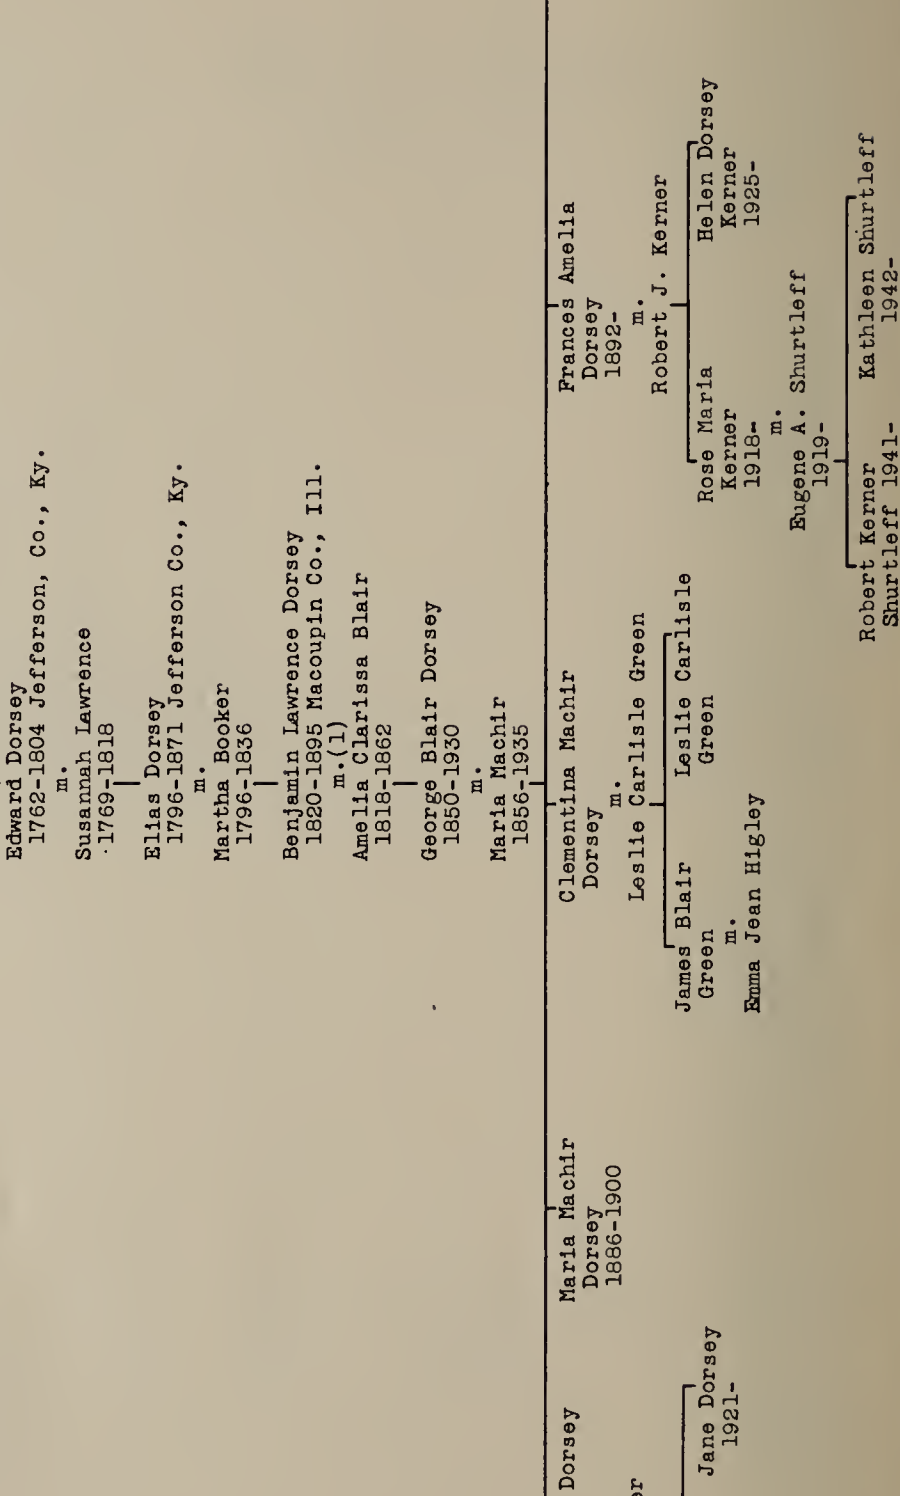 Edward Dorsey
1762-1804 Jefferson, Co., Ky.
m.
Susannah Lawrence
1769-1818
Elias Dorsey
1796-1871 Jefferson Co., Ky.
m.
Martha Booker
1796-1836
Benjamin Lawrence Dorsey
1820-1895 Macoupin Co., Ill.
m.(1)
Amelia Clarissa Blair
1818-1862
George Blair Dorsey
1850-1930
m.
Maria Machir
1856-1935
Dorsey
Jane Dorsey
1921-
Maria Machir
Dorsey
1886-1900
Clementina Machir
Dorsey
m.
Leslie Carlisle Green
James Blair
Green
m.
Emma Jean Higley
Leslie Carlisle
Green
Frances Amelia
Dorsey
1892-
m.
Robert J. Kerner
Rose Maria
Kerner
1918-
m.
Eugene A. Shurtleff
1919-
Helen Dorsey
Kerner
1925-
Robert Kerner
Shurtleff 1941-
Kathleen Shurtleff
1942-